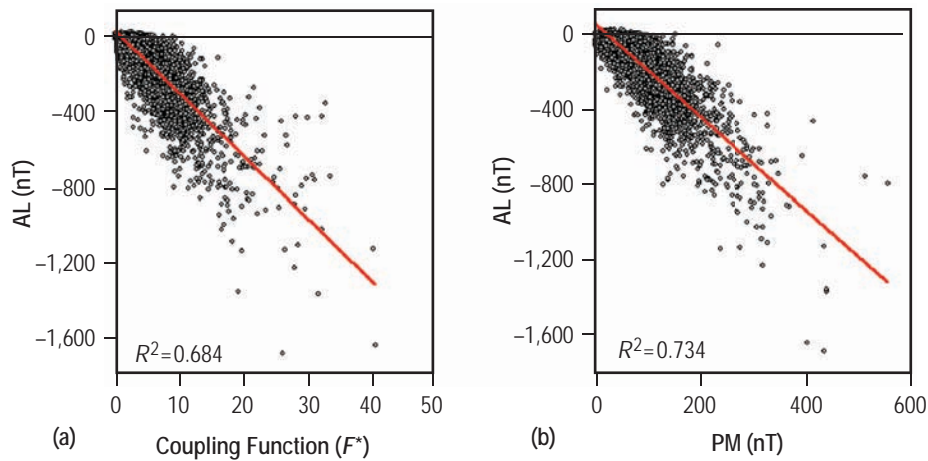 0
−400
−800
−1,200
−1,600
AL (nT)
R²=0.684
0 10 20 30 40 50
(a)
Coupling Function (F*)
0
−400
−800
−1,200
−1,600
AL (nT)
R²=0.734
0 200 400 600
(b)
PM (nT)